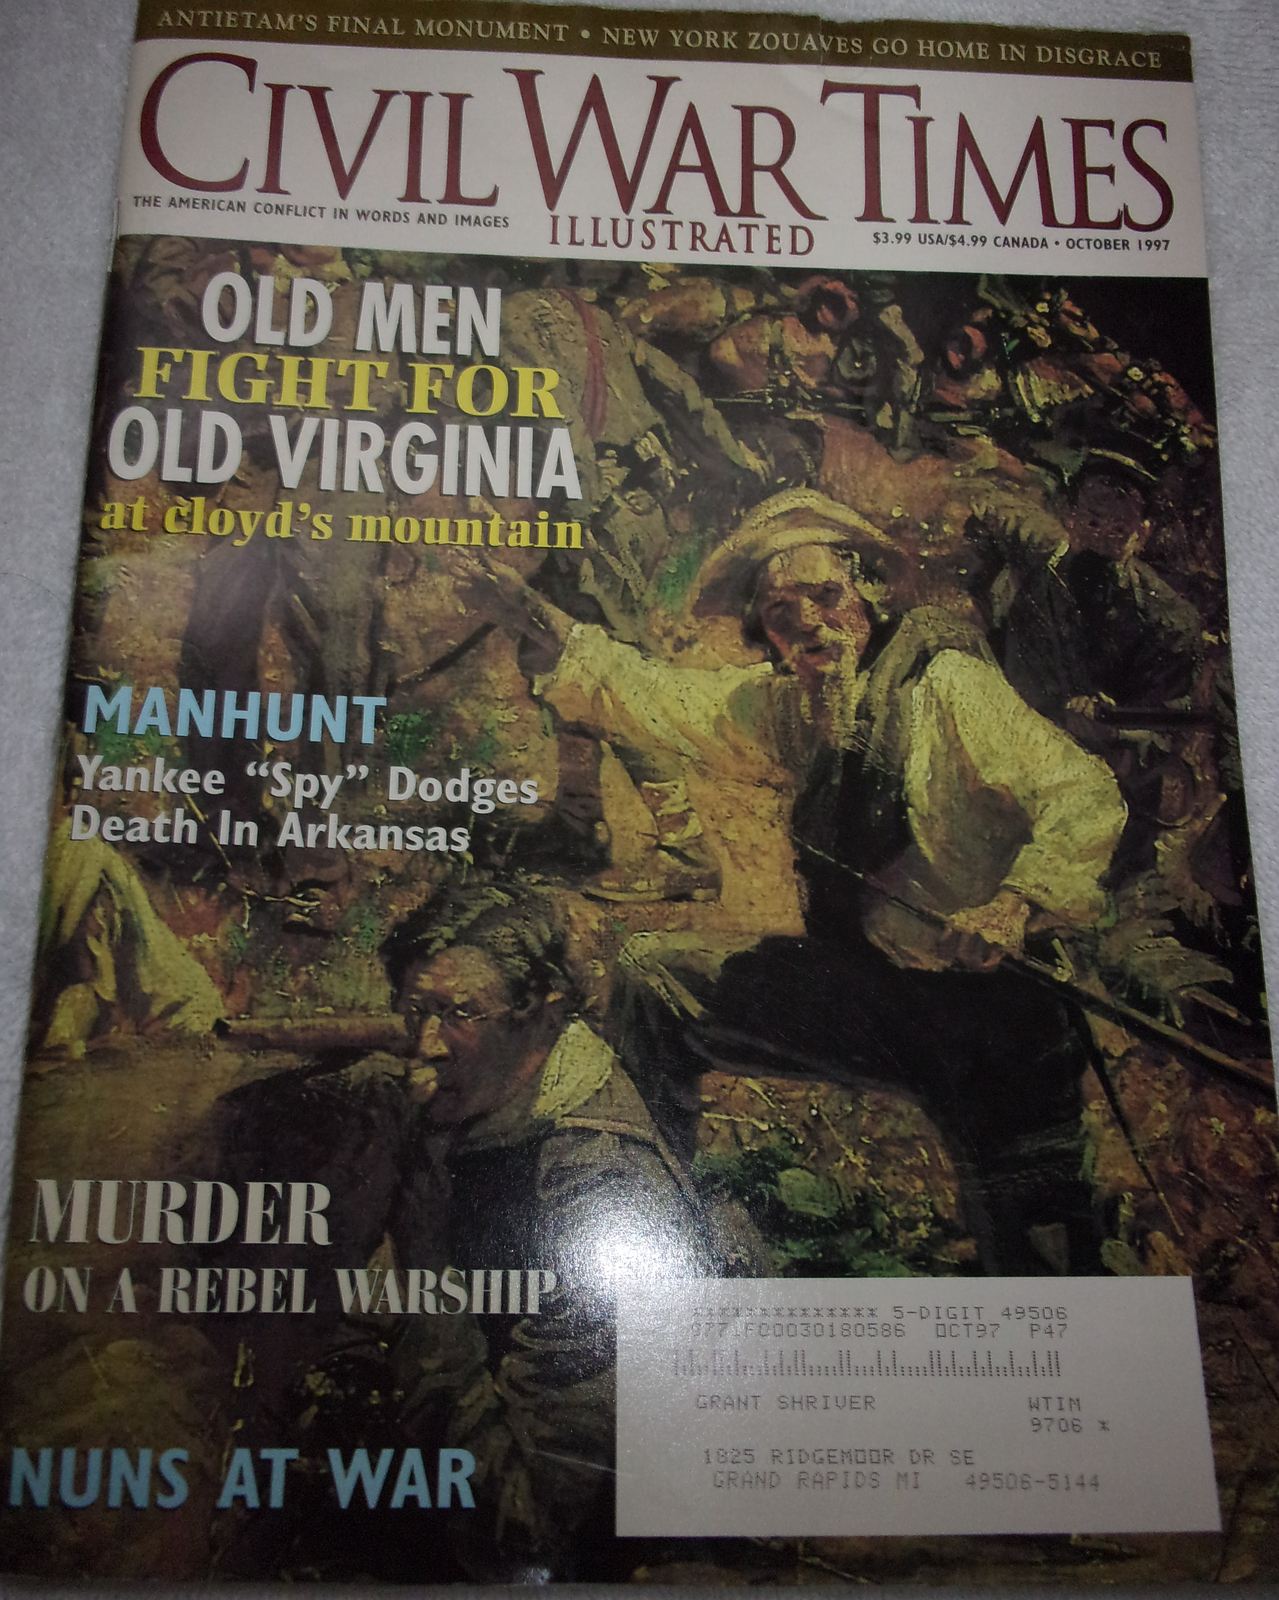 ANTIETAM'S FINAL MONUMENT • NEW YORK ZOUAVES GO HOME IN DISGRACE
CIVIL WAR TIMES
THE AMERICAN CONFLICT IN WORDS AND IMAGES
ILLUSTRATED
$3.99 USA/$4.99 CANADA • OCTOBER 1997
OLD MEN
FIGHT FOR
OLD VIRGINIA
at cloyd's mountain
MANHUNT
Yankee “Spy” Dodges
Death In Arkansas
MURDER
ON A REBEL WARSHIP
NUNS AT WAR
************** 5-DIGIT 49506
9771F00030180586 OCT97 P47
GRANT SHRIVER WTIM
9706 *
1825 RIDGEMOOR DR SE
GRAND RAPIDS MI 49506-5144